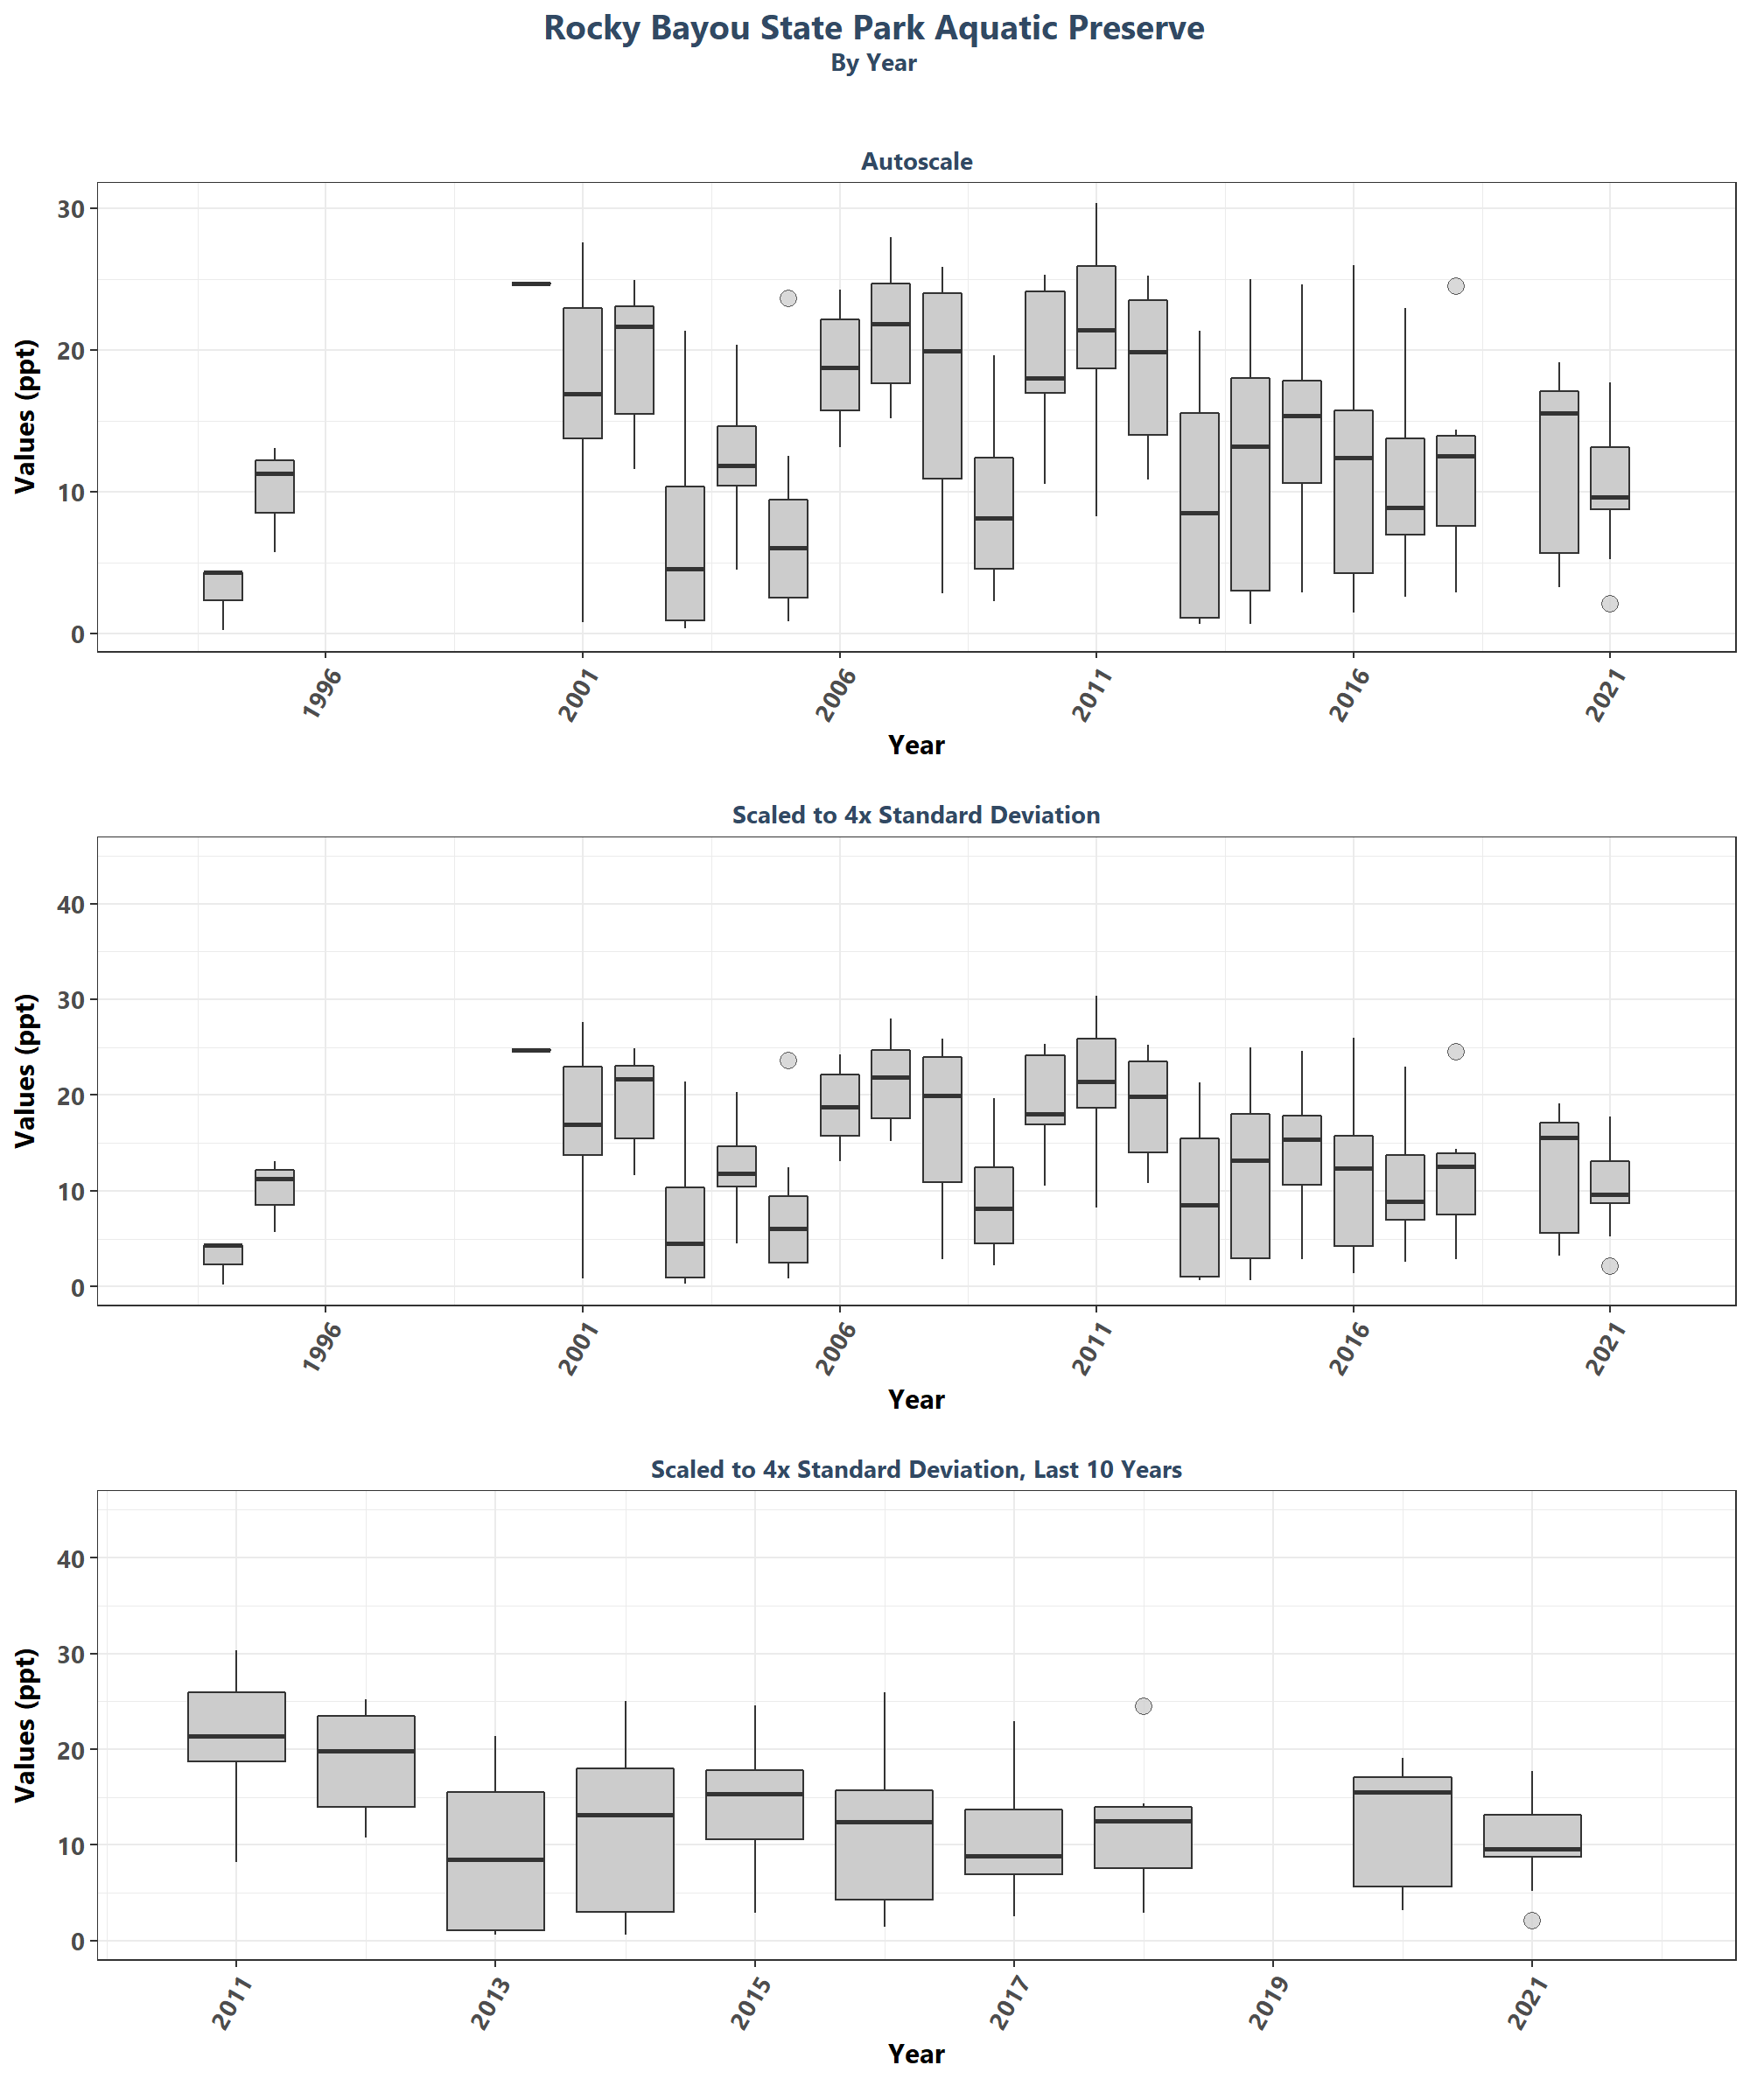 Rocky Bayou State Park Aquatic Preserve
By Year
Autoscale
Values (ppt)
30
20
10
0
1996 2001 2006 2011 2016 2021
Year
Scaled to 4x Standard Deviation
Values (ppt)
40
30
20
10
0
1996 2001 2006 2011 2016 2021
Year
Scaled to 4x Standard Deviation, Last 10 Years
Values (ppt)
40
30
20
10
0
2011 2013 2015 2017 2019 2021
Year